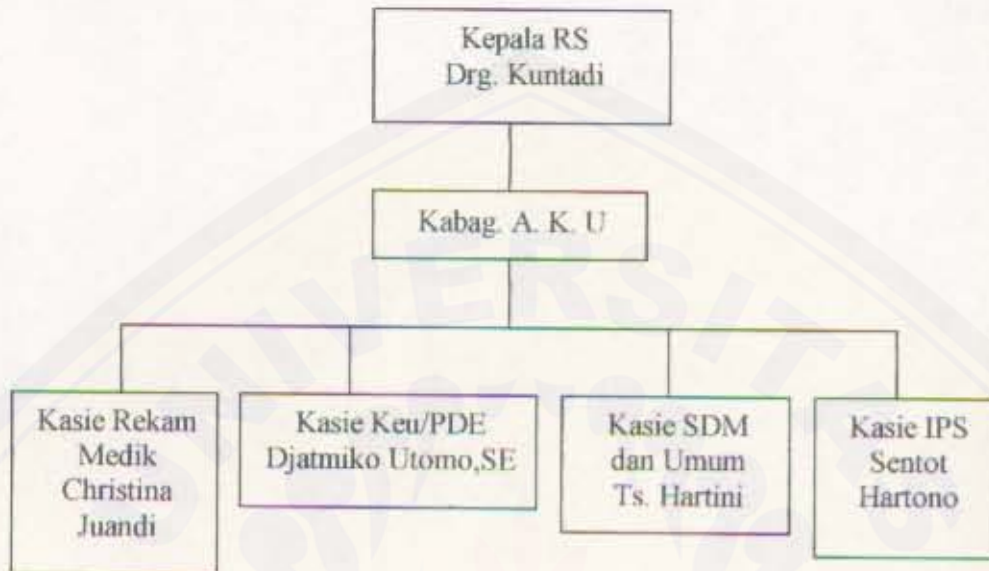 Kepala RS
Drg. Kuntadi
Kabag. A. K. U
Kasie Rekam
Medik
Christina
Juandi
Kasie Keu/PDE
Djatmiko Utomo,SE
Kasie SDM
dan Umum
Ts. Hartini
Kasie IPS
Sentot
Hartono